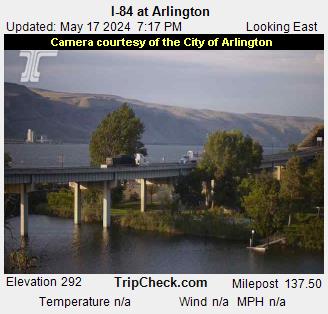 I-84 at Arlington
Updated: May 17 2024 7:17 PM Looking East
Camera courtesy of the City of Arlington
Elevation 292 TripCheck.com Milepost 137.50
Temperature n/a Wind n/a MPH n/a